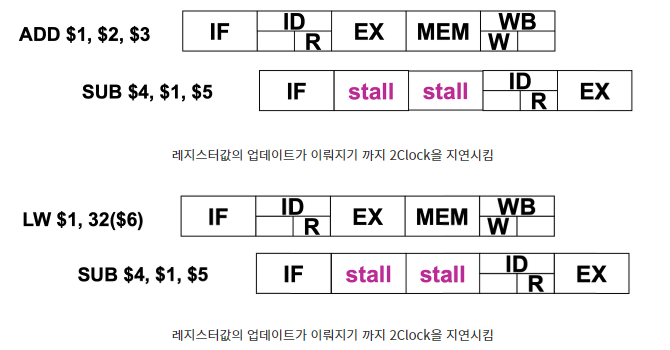 ADD $1, $2, $3 IF ID R EX MEM WB W
SUB $4, $1, $5 IF stall stall ID R EX
레지스터값의 업데이트가 이뤄지기 까지 2Clock을 지연시킴
LW $1, 32($6) IF ID R EX MEM WB W
SUB $4, $1, $5 IF stall stall ID R EX
레지스터값의 업데이트가 이뤄지기 까지 2Clock을 지연시킴